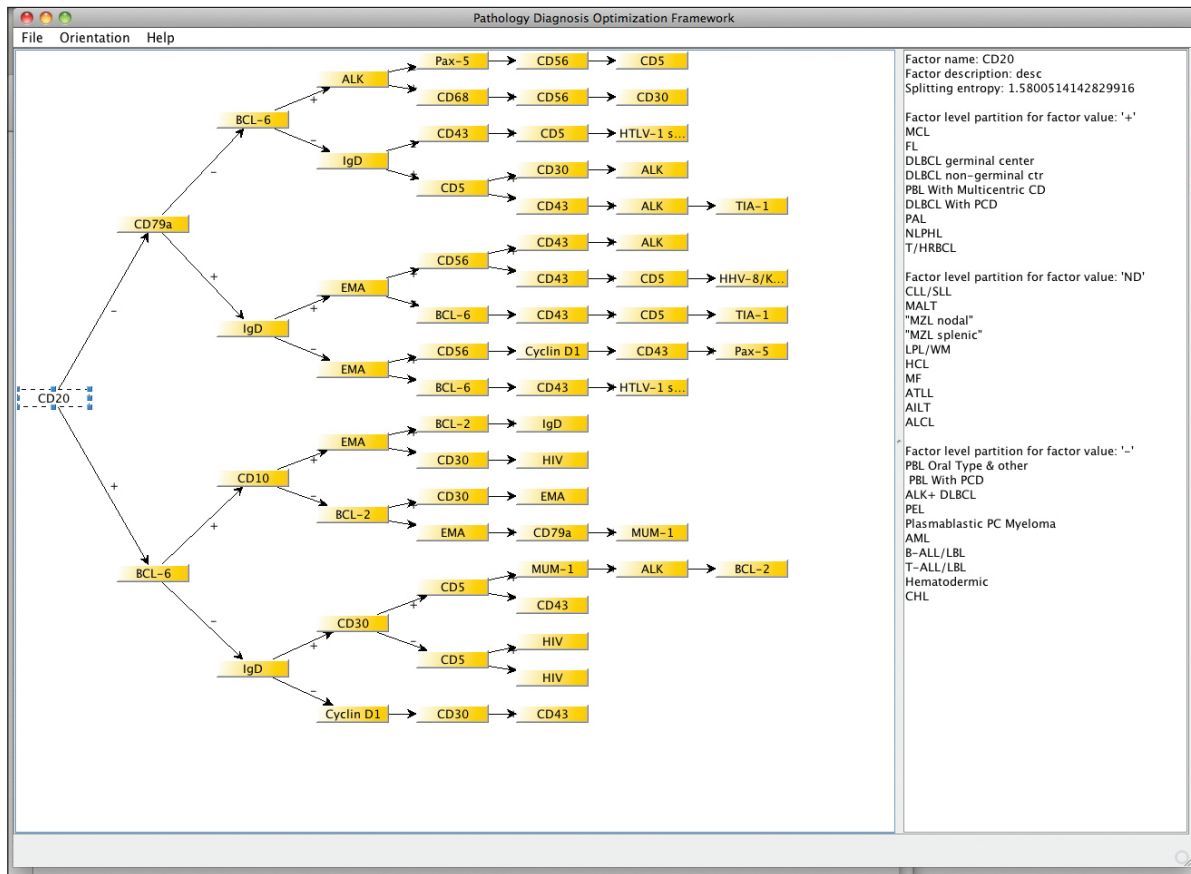 Pathology Diagnosis Optimization Framework
File Orientation Help
Pax-5 CD56 CD5
ALK
+
CD68 CD56 CD30
BCL-6
-
CD43 CD5 HTLV-1 s...
IgD
CD30 ALK
-
CD5
CD43 ALK TIA-1
CD79a
CD43 ALK
CD56
+
CD43 CD5 HHV-8/K...
EMA
+
-
BCL-6 CD43 CD5 TIA-1
IgD
-
CD56 Cyclin D1 CD43 Pax-5
EMA
BCL-6 CD43 HTLV-1 s...
CD20
BCL-2 IgD
EMA
+
CD30 HIV
CD10
+
-
CD30 EMA
BCL-2
+
EMA CD79a MUM-1
BCL-6
MUM-1 ALK BCL-2
CD5
+
CD43
-
CD30
+
-
HIV
CD5
IgD
HIV
-
Cyclin D1 CD30 CD43
Factor name: CD20
Factor description: desc
Splitting entropy: 1.5800514142829916
Factor level partition for factor value: '+'
MCL
FL
DLBCL germinal center
DLBCL non-germinal ctr
PBL With Multicentric CD
DLBCL With PCD
PAL
NLPHL
T/HRBCL
Factor level partition for factor value: 'ND'
CLL/SLL
MALT
"MZL nodal"
"MZL splenic"
LPL/WM
HCL
MF
ATLL
AILT
ALCL
Factor level partition for factor value: '-'
PBL Oral Type & other
PBL With PCD
ALK+ DLBCL
PEL
Plasmablastic PC Myeloma
AML
B-ALL/LBL
T-ALL/LBL
Hematodermic
CHL